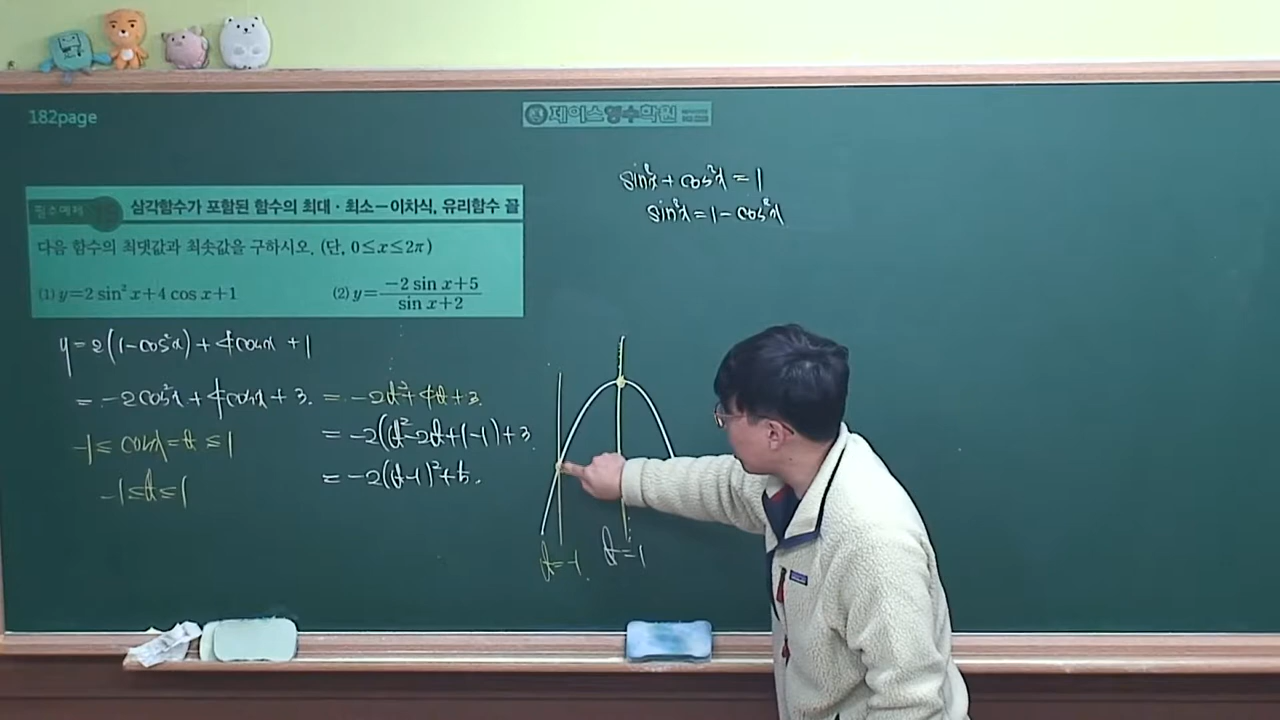 182page
제이스영수학원
sin²x + cos²x = 1
sin²x = 1 - cos²x
필수예제
삼각함수가 포함된 함수의 최대·최소-이차식, 유리함수 꼴
다음 함수의 최댓값과 최솟값을 구하시오. (단, 0≤x≤2π)
(1) y=2 sin² x+4 cos x+1
(2) y=(-2 sin x+5)/(sin x+2)
y = 2(1-cos²x) + 4cosx + 1
= -2cos²x + 4cosx + 3. = -2t²+4t+3.
-1 ≤ cosx = t ≤ 1
= -2(t²-2t+1-1)+3.
-1 ≤ t ≤ 1
= -2(t-1)²+5.
t=-1
t=1